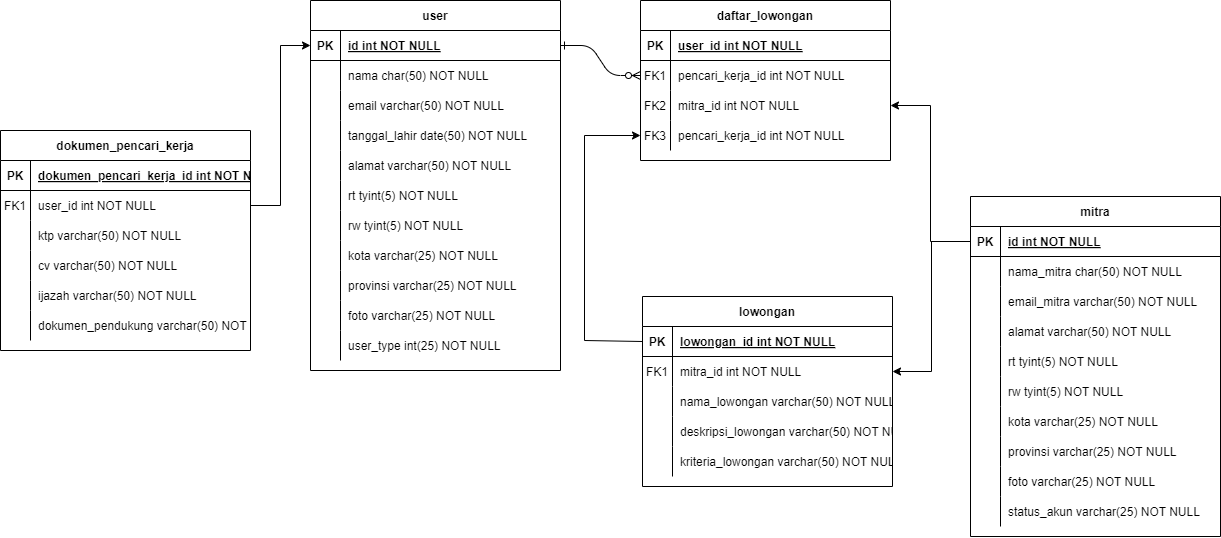 user
PK id int NOT NULL
nama char(50) NOT NULL
email varchar(50) NOT NULL
tanggal_lahir date(50) NOT NULL
alamat varchar(50) NOT NULL
rt tyint(5) NOT NULL
rw tyint(5) NOT NULL
kota varchar(25) NOT NULL
provinsi varchar(25) NOT NULL
foto varchar(25) NOT NULL
user_type int(25) NOT NULL
daftar_lowongan
PK user_id int NOT NULL
FK1 pencari_kerja_id int NOT NULL
FK2 mitra_id int NOT NULL
FK3 pencari_kerja_id int NOT NULL
dokumen_pencari_kerja
PK dokumen_pencari_kerja_id int NOT N
FK1 user_id int NOT NULL
ktp varchar(50) NOT NULL
cv varchar(50) NOT NULL
ijazah varchar(50) NOT NULL
dokumen_pendukung varchar(50) NOT
lowongan
PK lowongan_id int NOT NULL
FK1 mitra_id int NOT NULL
nama_lowongan varchar(50) NOT NULL
deskripsi_lowongan varchar(50) NOT N
kriteria_lowongan varchar(50) NOT NUL
mitra
PK id int NOT NULL
nama_mitra char(50) NOT NULL
email_mitra varchar(50) NOT NULL
alamat varchar(50) NOT NULL
rt tyint(5) NOT NULL
rw tyint(5) NOT NULL
kota varchar(25) NOT NULL
provinsi varchar(25) NOT NULL
foto varchar(25) NOT NULL
status_akun varchar(25) NOT NULL